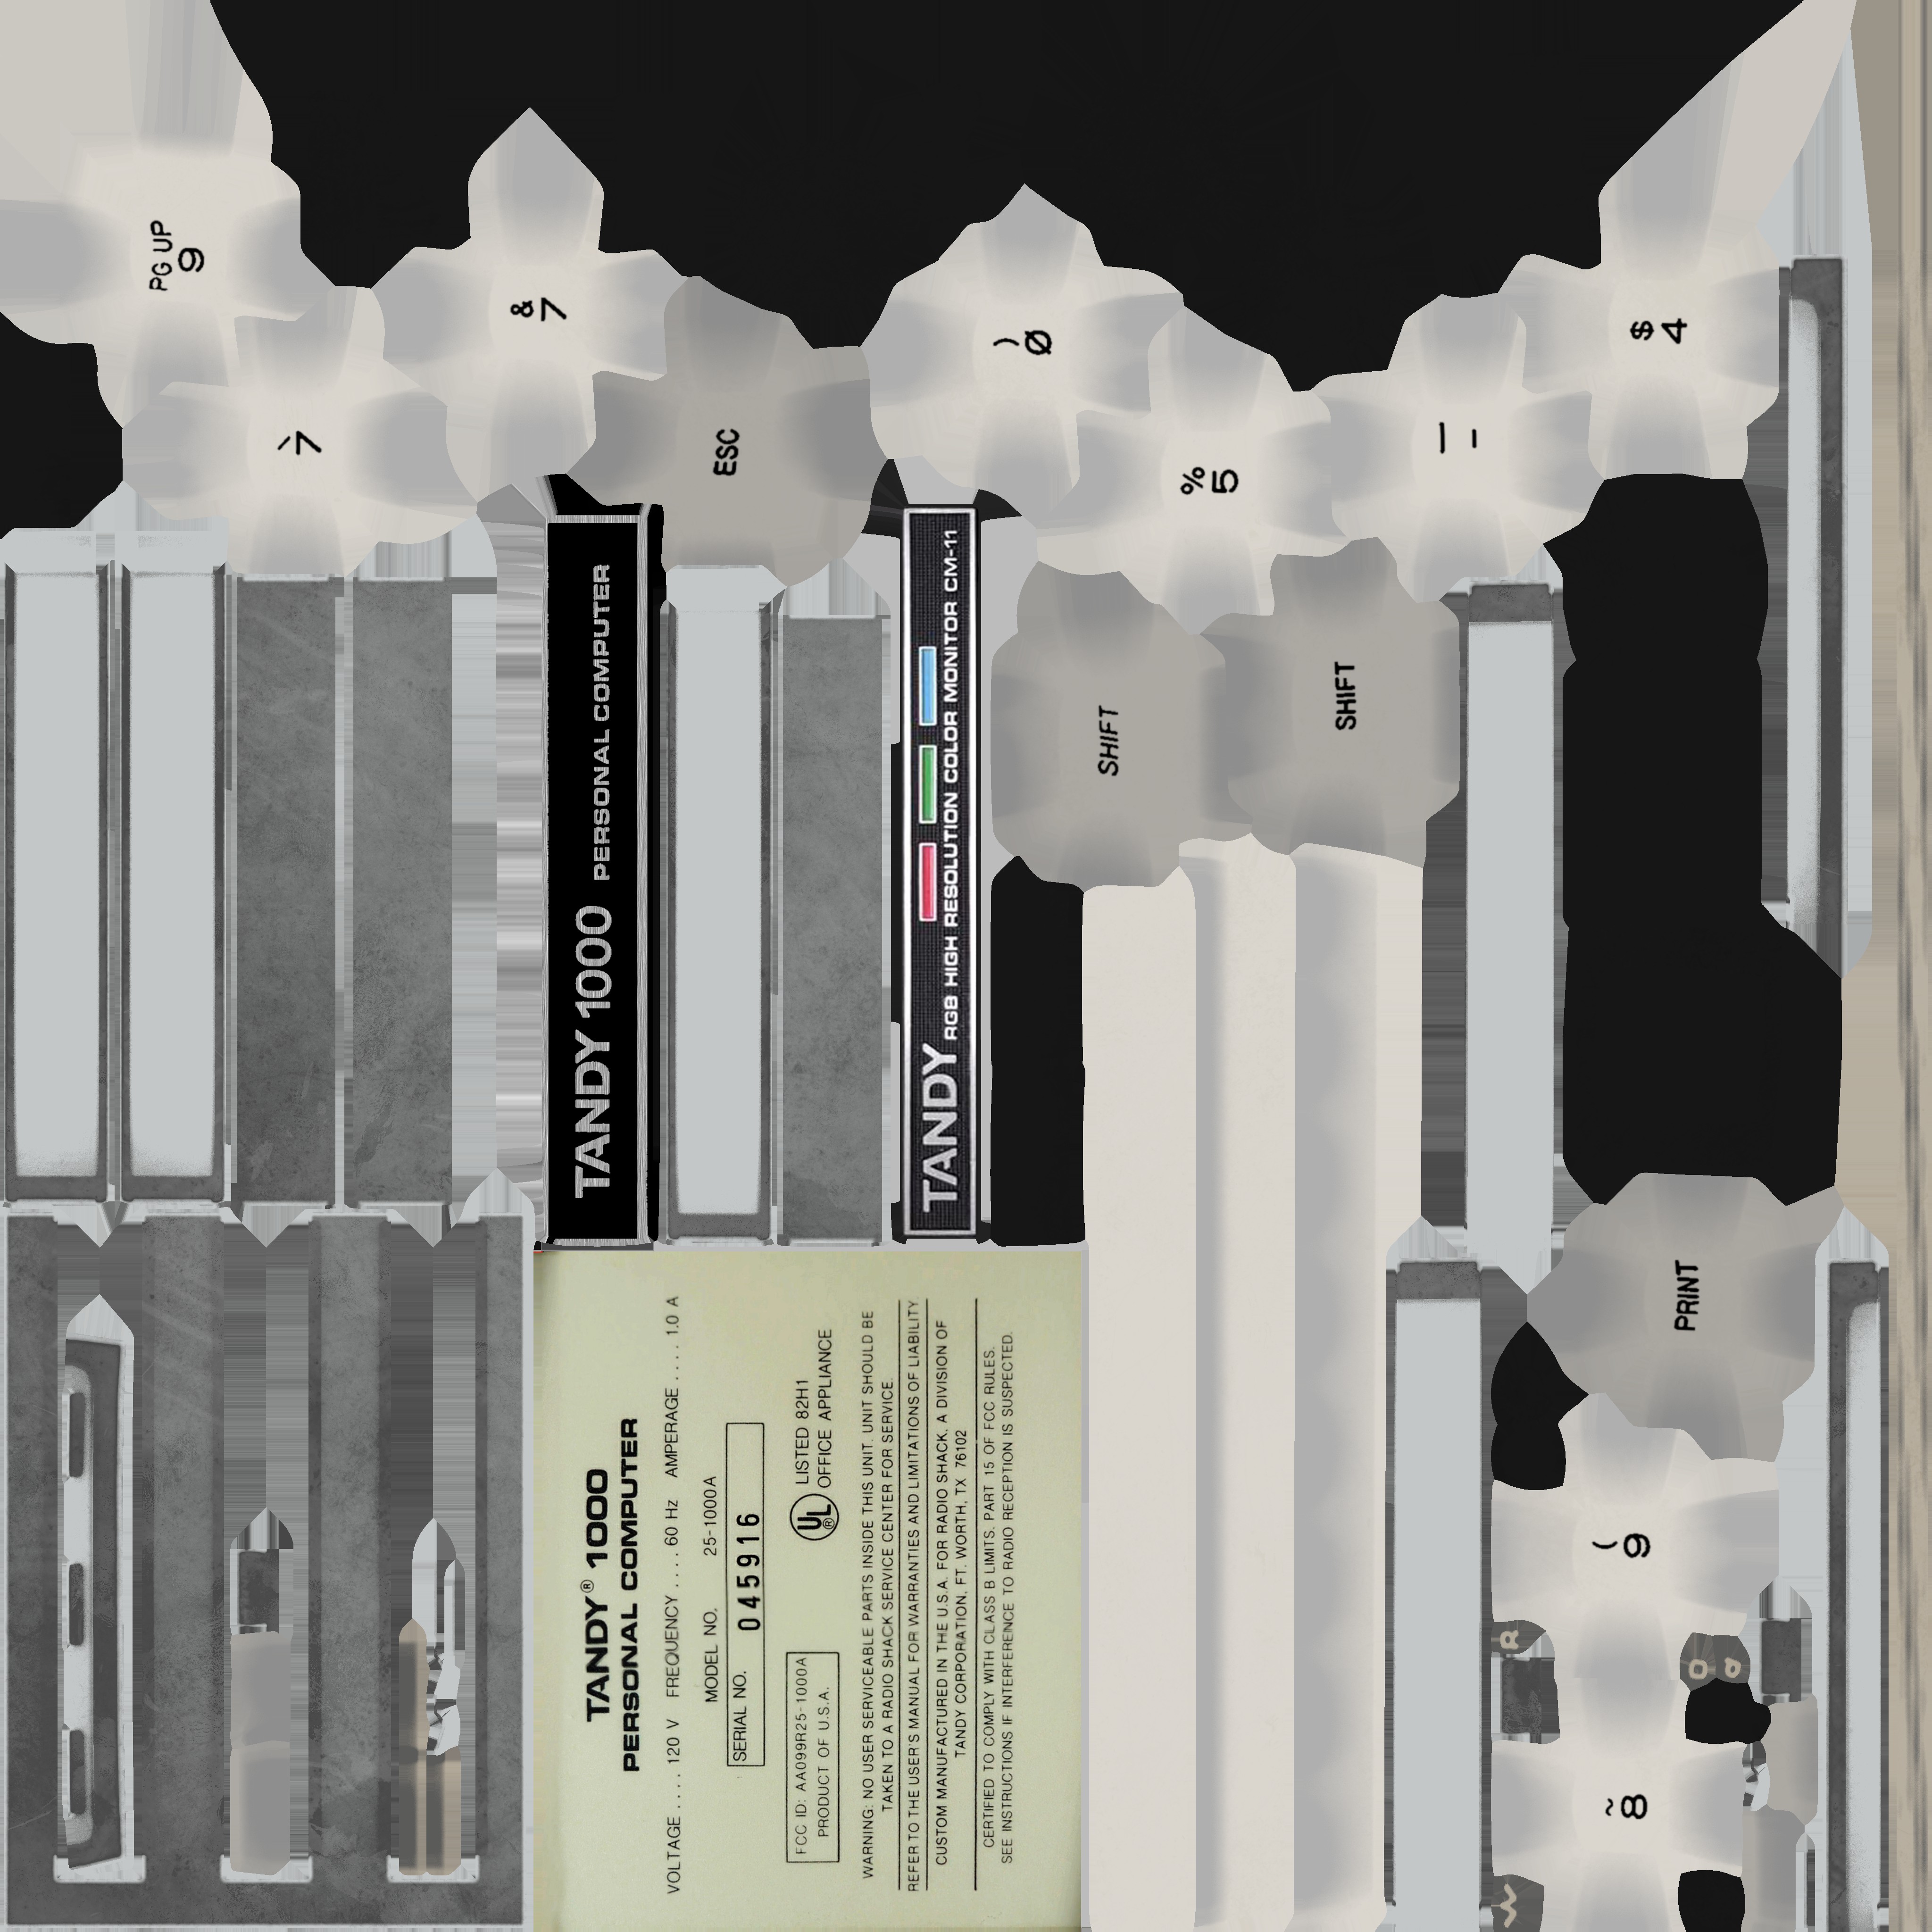 PG UP
9
&
7
`
7
ESC
)
Ø
%
5
—
-
$
4
TANDY 1000 PERSONAL COMPUTER
TANDY RGB HIGH RESOLUTION COLOR MONITOR CM-11
SHIFT
SHIFT
PRINT
(
9
~
8
R
TANDY® 1000
PERSONAL COMPUTER
VOLTAGE .... 120 V FREQUENCY .... 60 Hz AMPERAGE .... 1.0 A
MODEL NO. 25-1000A
SERIAL NO. 045916
FCC ID: AA099R25-1000A
PRODUCT OF U.S.A.
UL ® LISTED 82H1
OFFICE APPLIANCE
WARNING: NO USER SERVICEABLE PARTS INSIDE THIS UNIT. UNIT SHOULD BE
TAKEN TO A RADIO SHACK SERVICE CENTER FOR SERVICE.
REFER TO THE USER'S MANUAL FOR WARRANTIES AND LIMITATIONS OF LIABILITY
CUSTOM MANUFACTURED IN THE U.S.A. FOR RADIO SHACK, A DIVISION OF
TANDY CORPORATION, FT. WORTH, TX 76102
CERTIFIED TO COMPLY WITH CLASS B LIMITS, PART 15 OF FCC RULES.
SEE INSTRUCTIONS IF INTERFERENCE TO RADIO RECEPTION IS SUSPECTED.